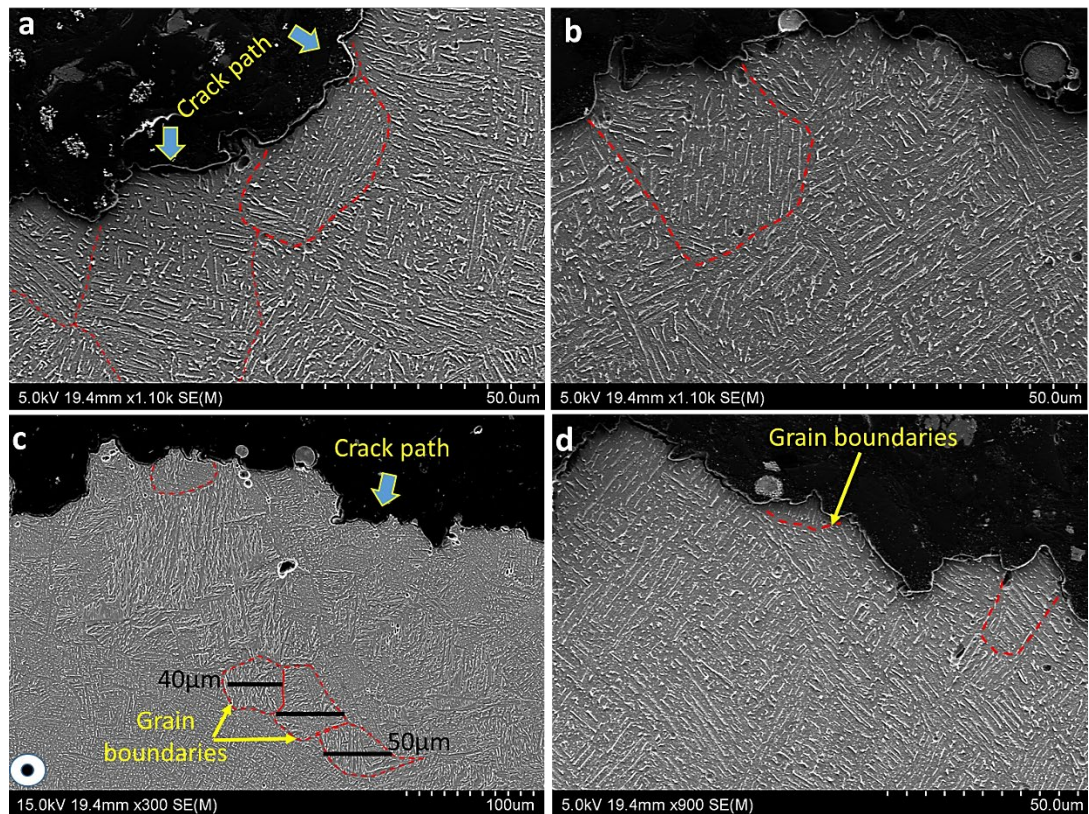 a
Crack path
5.0kV 19.4mm x1.10k SE(M)
50.0um
b
5.0kV 19.4mm x1.10k SE(M)
50.0um
c
Crack path
40μm
Grain
boundaries
50μm
15.0kV 19.4mm x300 SE(M)
100um
d
Grain boundaries
5.0kV 19.4mm x900 SE(M)
50.0um